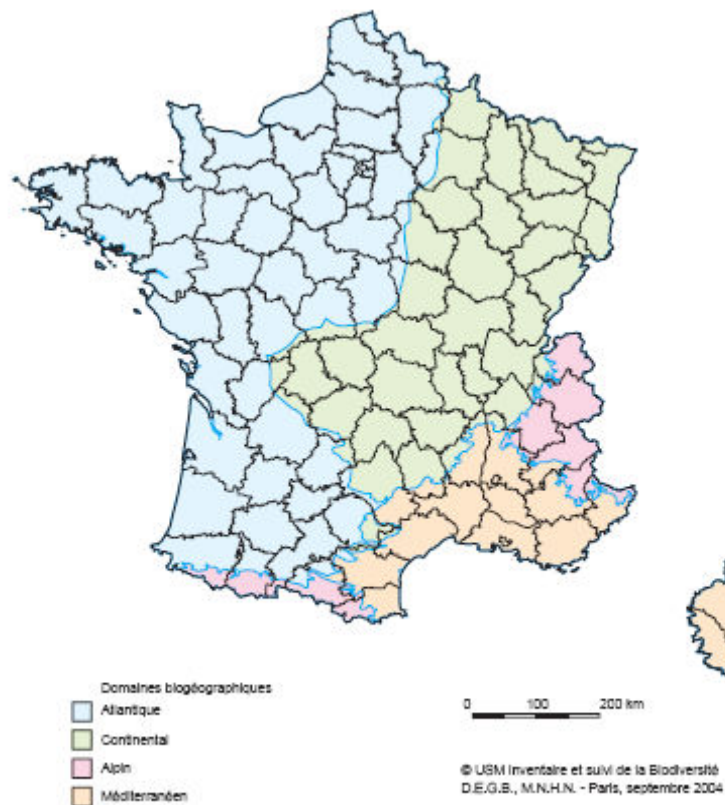 Domaines biogéographiques
Atlantique
Continental
Alpin
Méditerranéen
0 100 200 km
© USM Inventaire et suivi de la Biodiversité
D.E.G.B., M.N.H.N. - Paris, septembre 2004